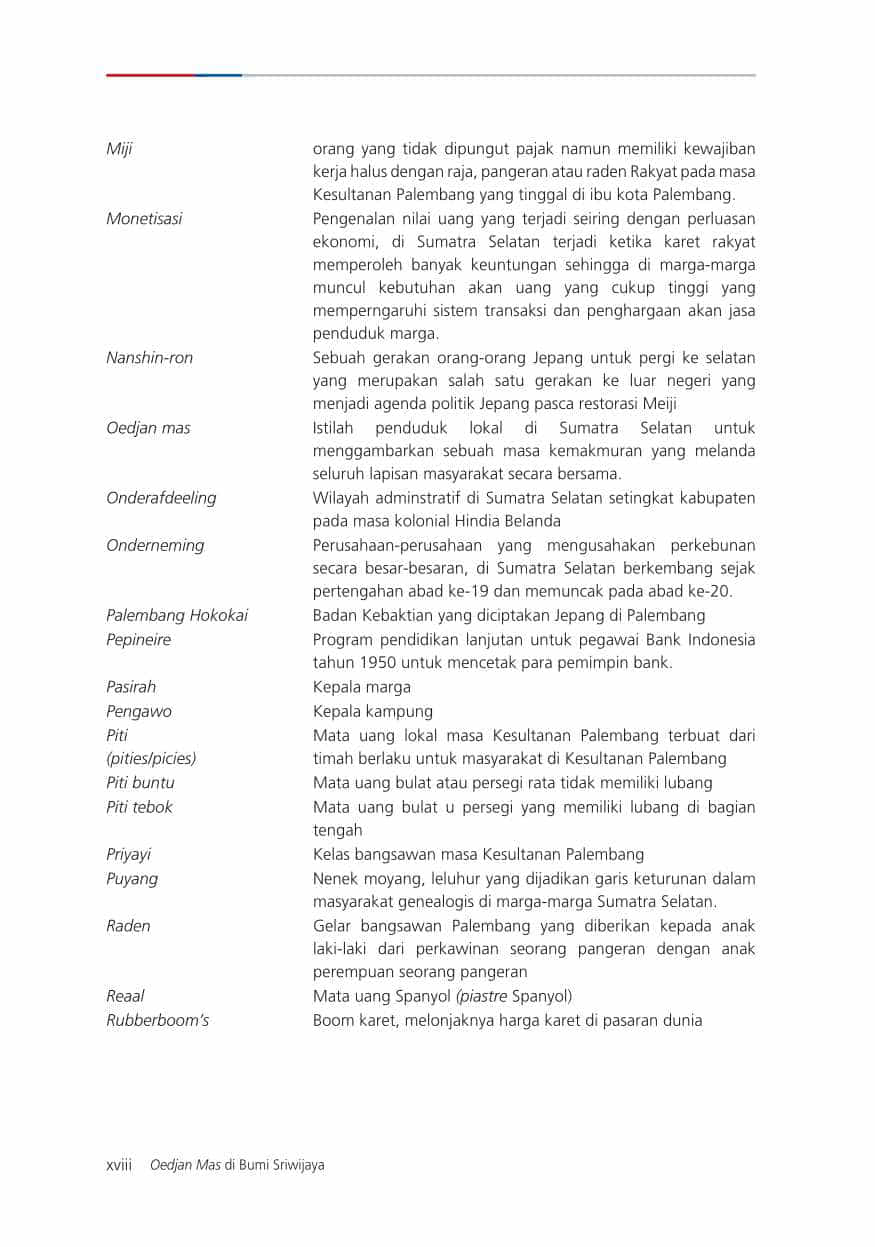 Miji orang yang tidak dipungut pajak namun memiliki kewajiban
kerja halus dengan raja, pangeran atau raden Rakyat pada masa
Kesultanan Palembang yang tinggal di ibu kota Palembang.
Monetisasi Pengenalan nilai uang yang terjadi seiring dengan perluasan
ekonomi, di Sumatra Selatan terjadi ketika karet rakyat
memperoleh banyak keuntungan sehingga di marga-marga
muncul kebutuhan akan uang yang cukup tinggi yang
memperngaruhi sistem transaksi dan penghargaan akan jasa
penduduk marga.
Nanshin-ron Sebuah gerakan orang-orang Jepang untuk pergi ke selatan
yang merupakan salah satu gerakan ke luar negeri yang
menjadi agenda politik Jepang pasca restorasi Meiji
Oedjan mas Istilah penduduk lokal di Sumatra Selatan untuk
menggambarkan sebuah masa kemakmuran yang melanda
seluruh lapisan masyarakat secara bersama.
Onderafdeeling Wilayah adminstratif di Sumatra Selatan setingkat kabupaten
pada masa kolonial Hindia Belanda
Onderneming Perusahaan-perusahaan yang mengusahakan perkebunan
secara besar-besaran, di Sumatra Selatan berkembang sejak
pertengahan abad ke-19 dan memuncak pada abad ke-20.
Palembang Hokokai Badan Kebaktian yang diciptakan Jepang di Palembang
Pepineire Program pendidikan lanjutan untuk pegawai Bank Indonesia
tahun 1950 untuk mencetak para pemimpin bank.
Pasirah Kepala marga
Pengawo Kepala kampung
Piti Mata uang lokal masa Kesultanan Palembang terbuat dari
(pities/picies) timah berlaku untuk masyarakat di Kesultanan Palembang
Piti buntu Mata uang bulat atau persegi rata tidak memiliki lubang
Piti tebok Mata uang bulat u persegi yang memiliki lubang di bagian
tengah
Priyayi Kelas bangsawan masa Kesultanan Palembang
Puyang Nenek moyang, leluhur yang dijadikan garis keturunan dalam
masyarakat genealogis di marga-marga Sumatra Selatan.
Raden Gelar bangsawan Palembang yang diberikan kepada anak
laki-laki dari perkawinan seorang pangeran dengan anak
perempuan seorang pangeran
Reaal Mata uang Spanyol (piastre Spanyol)
Rubberboom’s Boom karet, melonjaknya harga karet di pasaran dunia
xviii Oedjan Mas di Bumi Sriwijaya